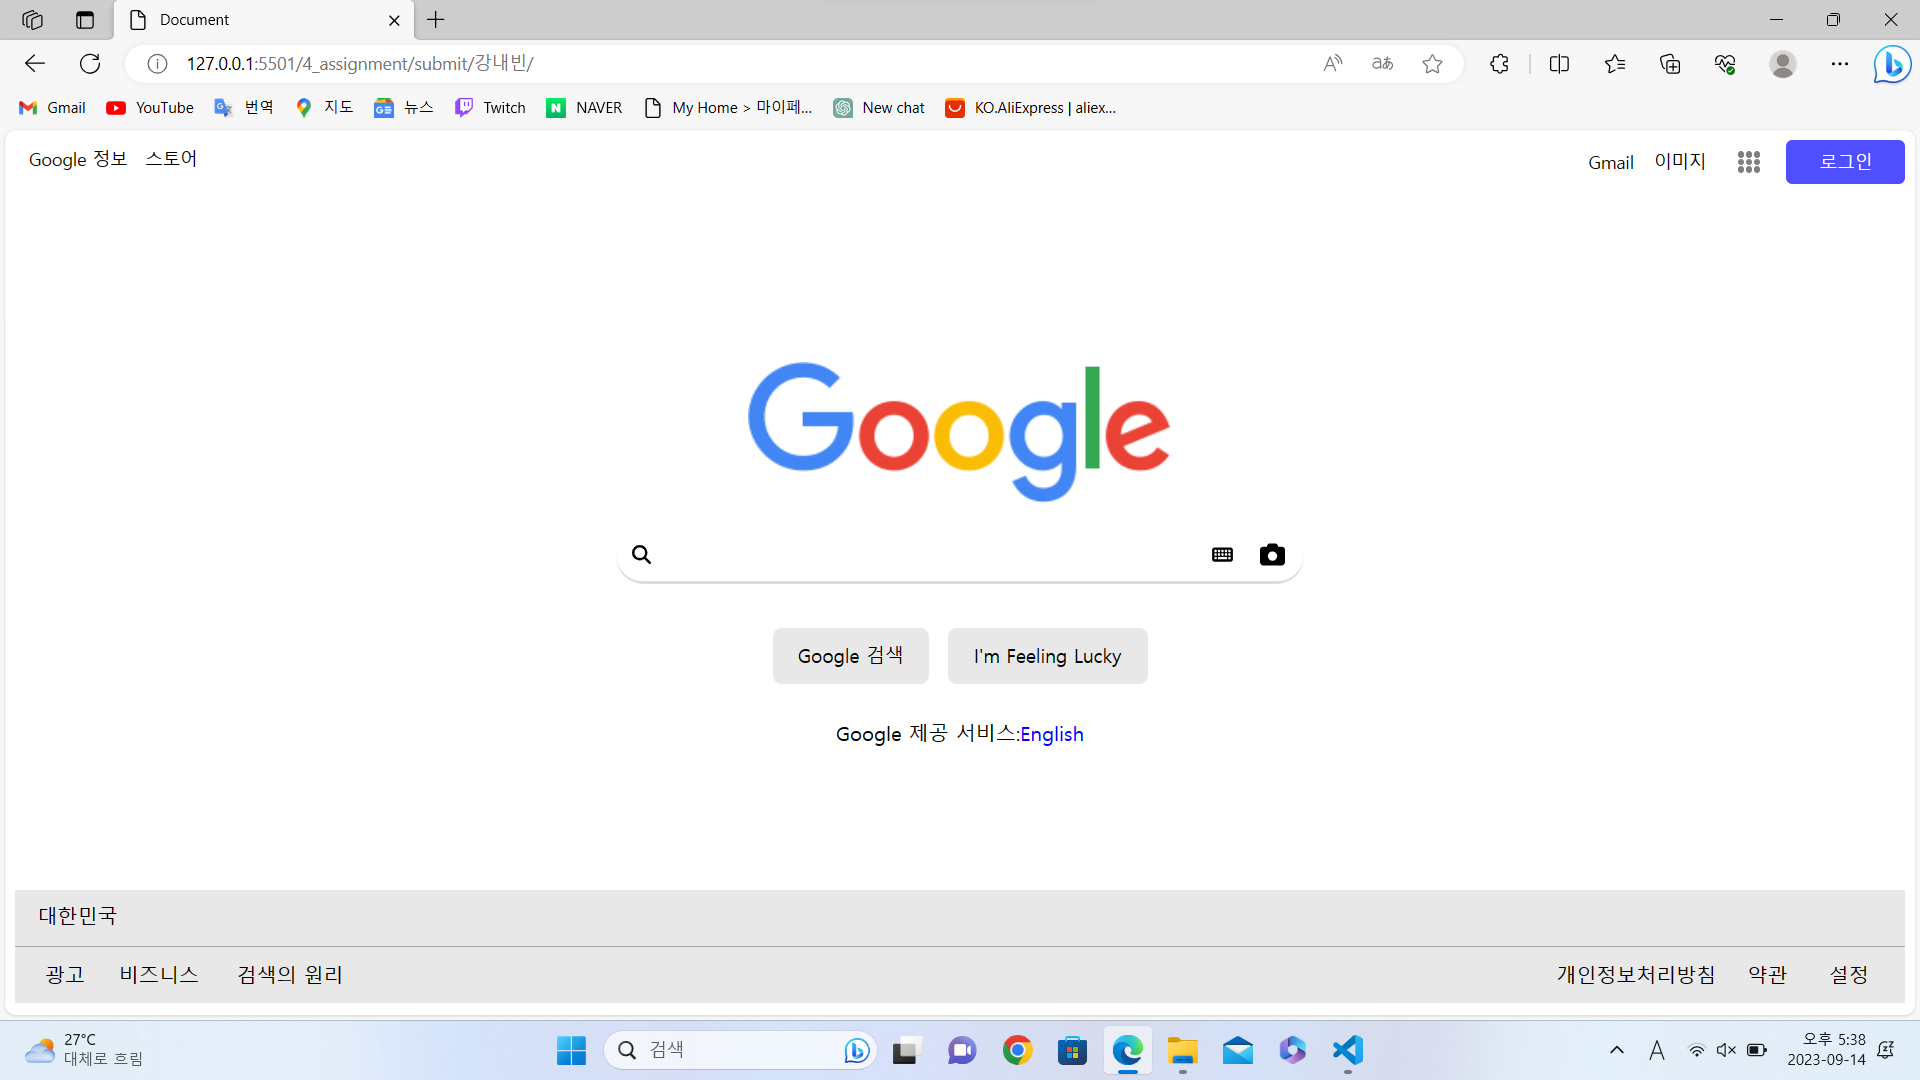 Document
127.0.0.1:5501/4_assignment/submit/강내빈/
Gmail YouTube 번역 지도 뉴스 Twitch NAVER My Home > 마이페... New chat KO.AliExpress | aliex...
Google 정보 스토어 Gmail 이미지 로그인
Google
Google 검색 I'm Feeling Lucky
Google 제공 서비스:English
대한민국
광고 비즈니스 검색의 원리 개인정보처리방침 약관 설정
27°C
대체로 흐림
검색
A
오후 5:38
2023-09-14